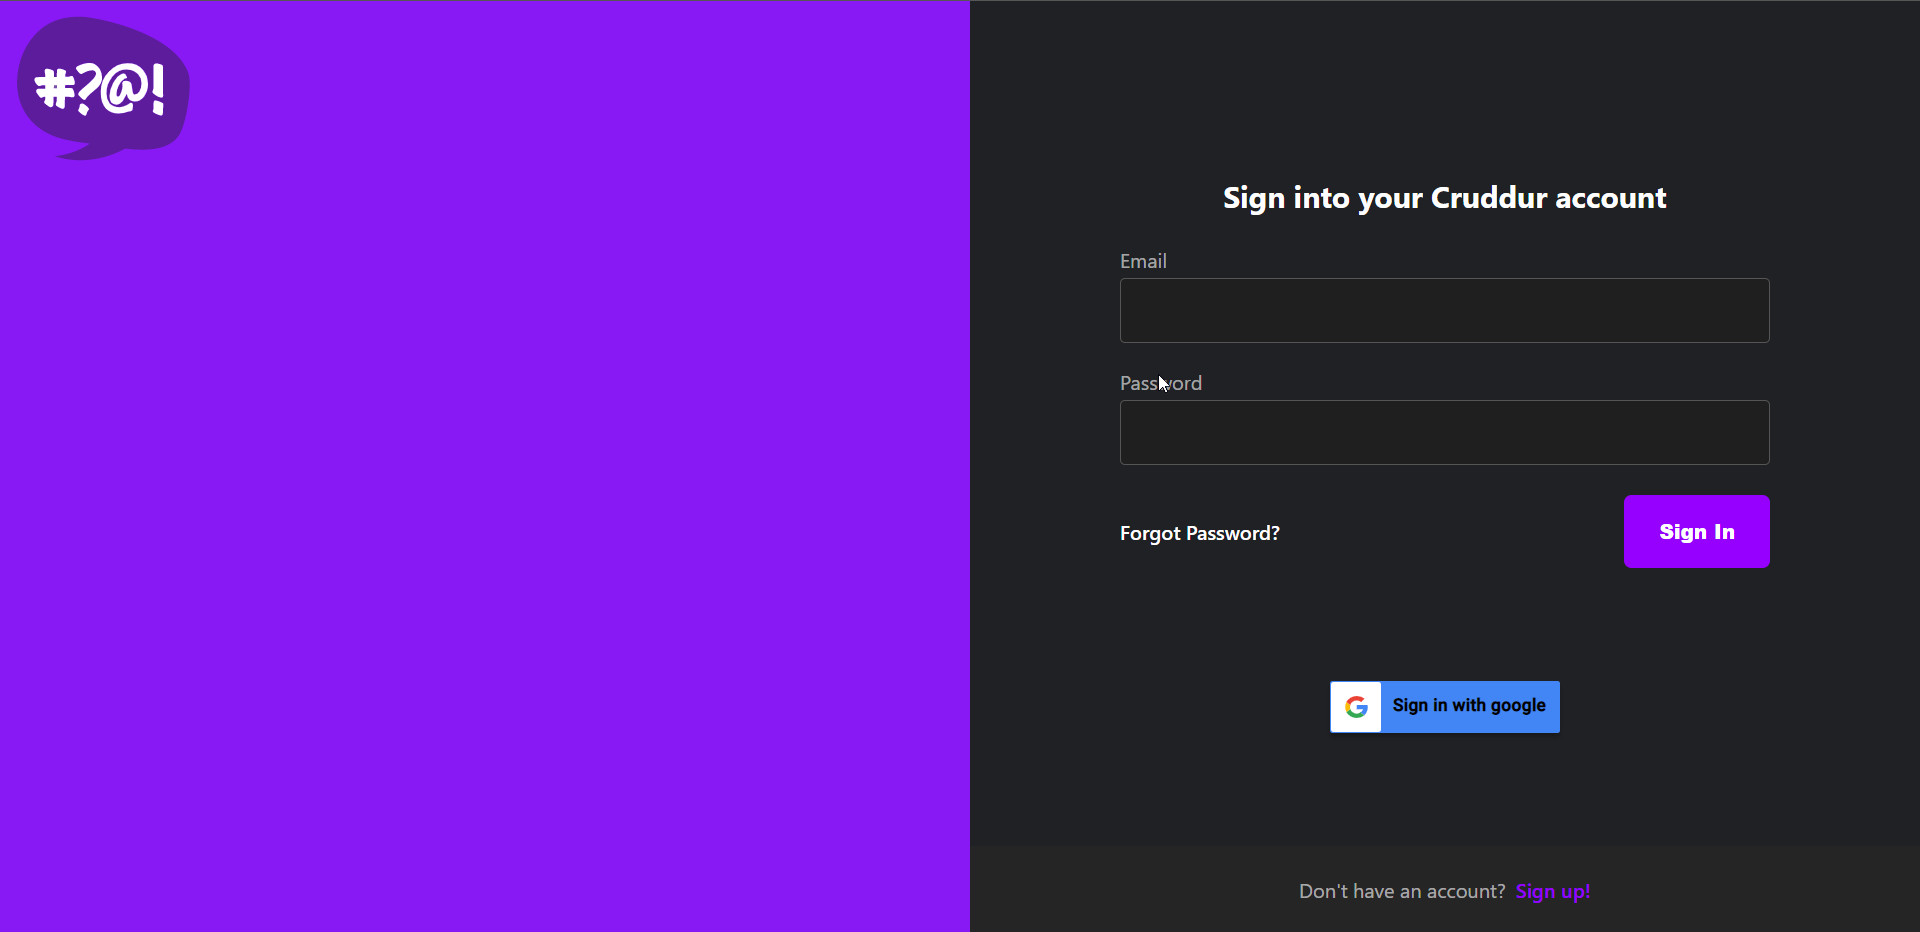 #?@!
Sign into your Cruddur account
Email
Password
Forgot Password?
Sign In
Sign in with google
Don't have an account? Sign up!